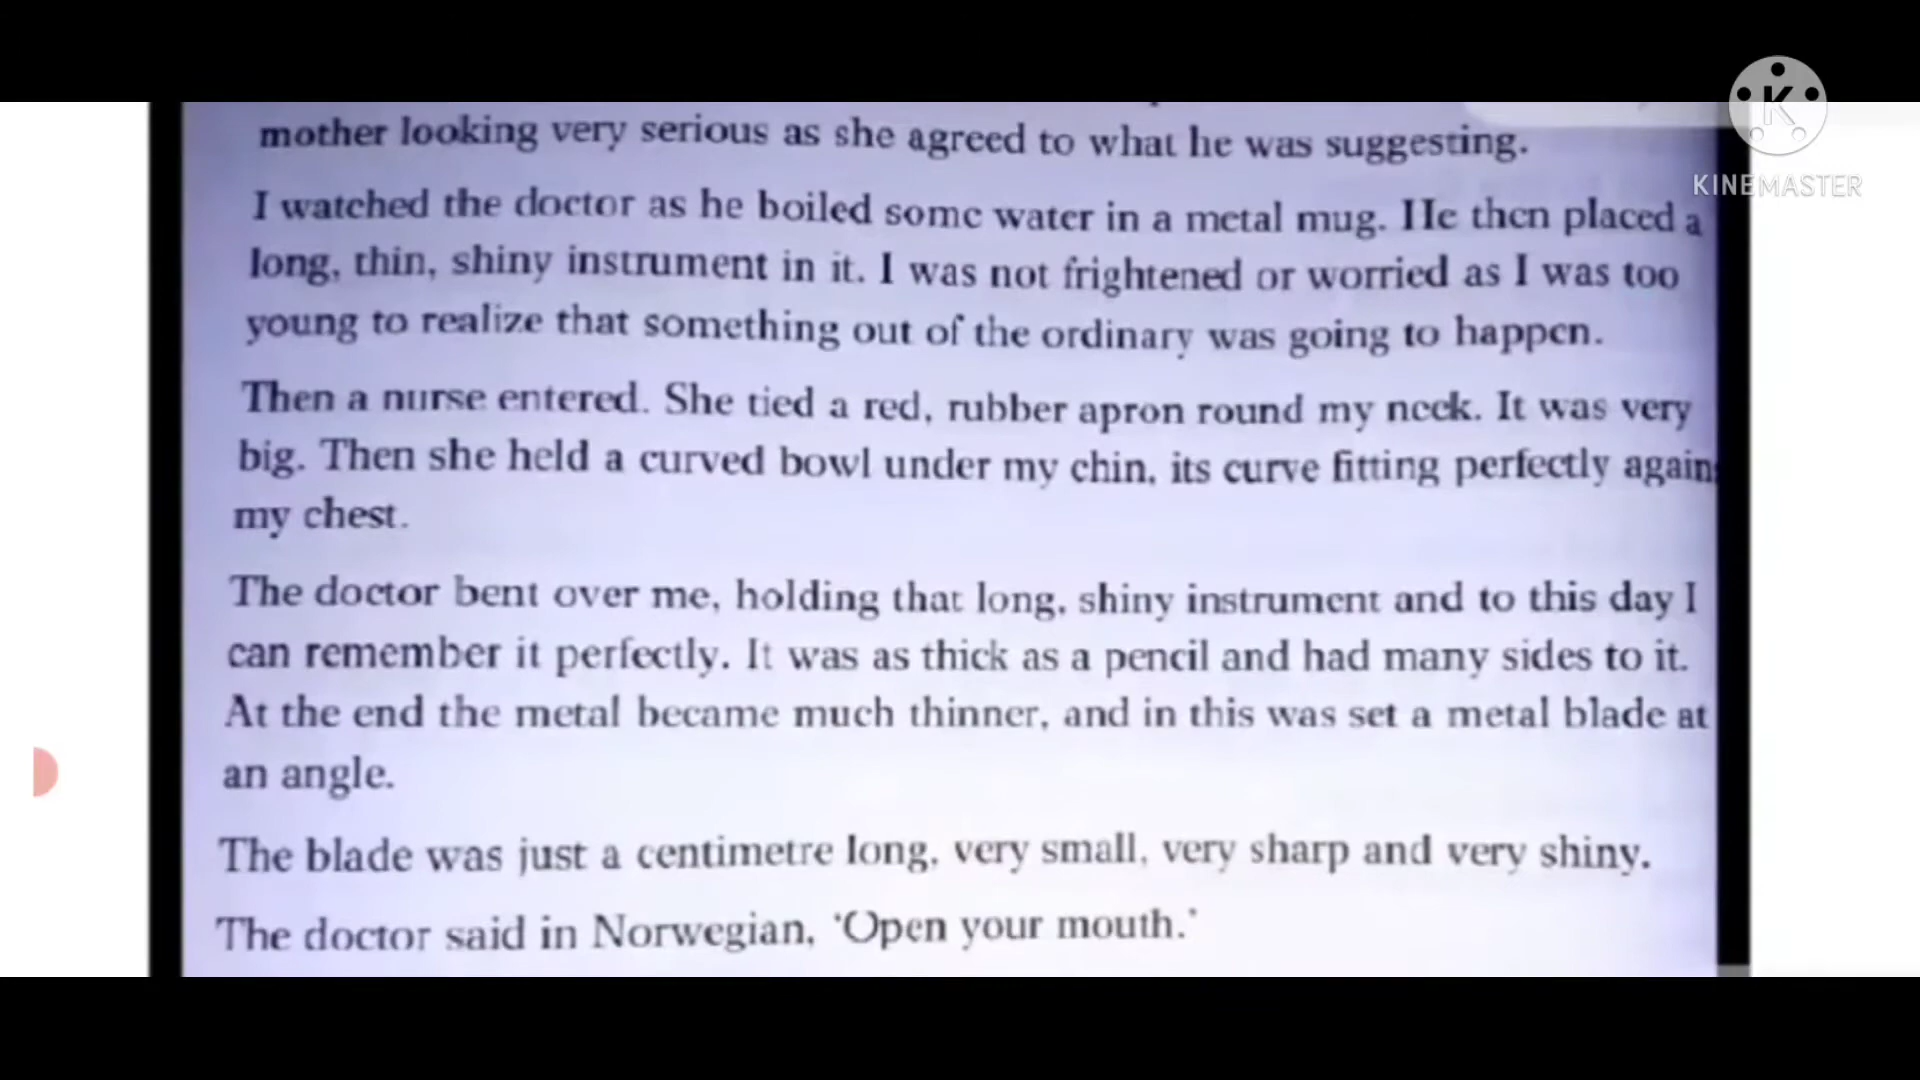 mother looking very serious as she agreed to what he was suggesting.
I watched the doctor as he boiled some water in a metal mug. He then placed a
long, thin, shiny instrument in it. I was not frightened or worried as I was too
young to realize that something out of the ordinary was going to happen.
Then a nurse entered. She tied a red, rubber apron round my neck. It was very
big. Then she held a curved bowl under my chin, its curve fitting perfectly again
my chest.
The doctor bent over me, holding that long, shiny instrument and to this day I
can remember it perfectly. It was as thick as a pencil and had many sides to it.
At the end the metal became much thinner, and in this was set a metal blade at
an angle.
The blade was just a centimetre long, very small, very sharp and very shiny.
The doctor said in Norwegian, 'Open your mouth.'
K
KINEMASTER